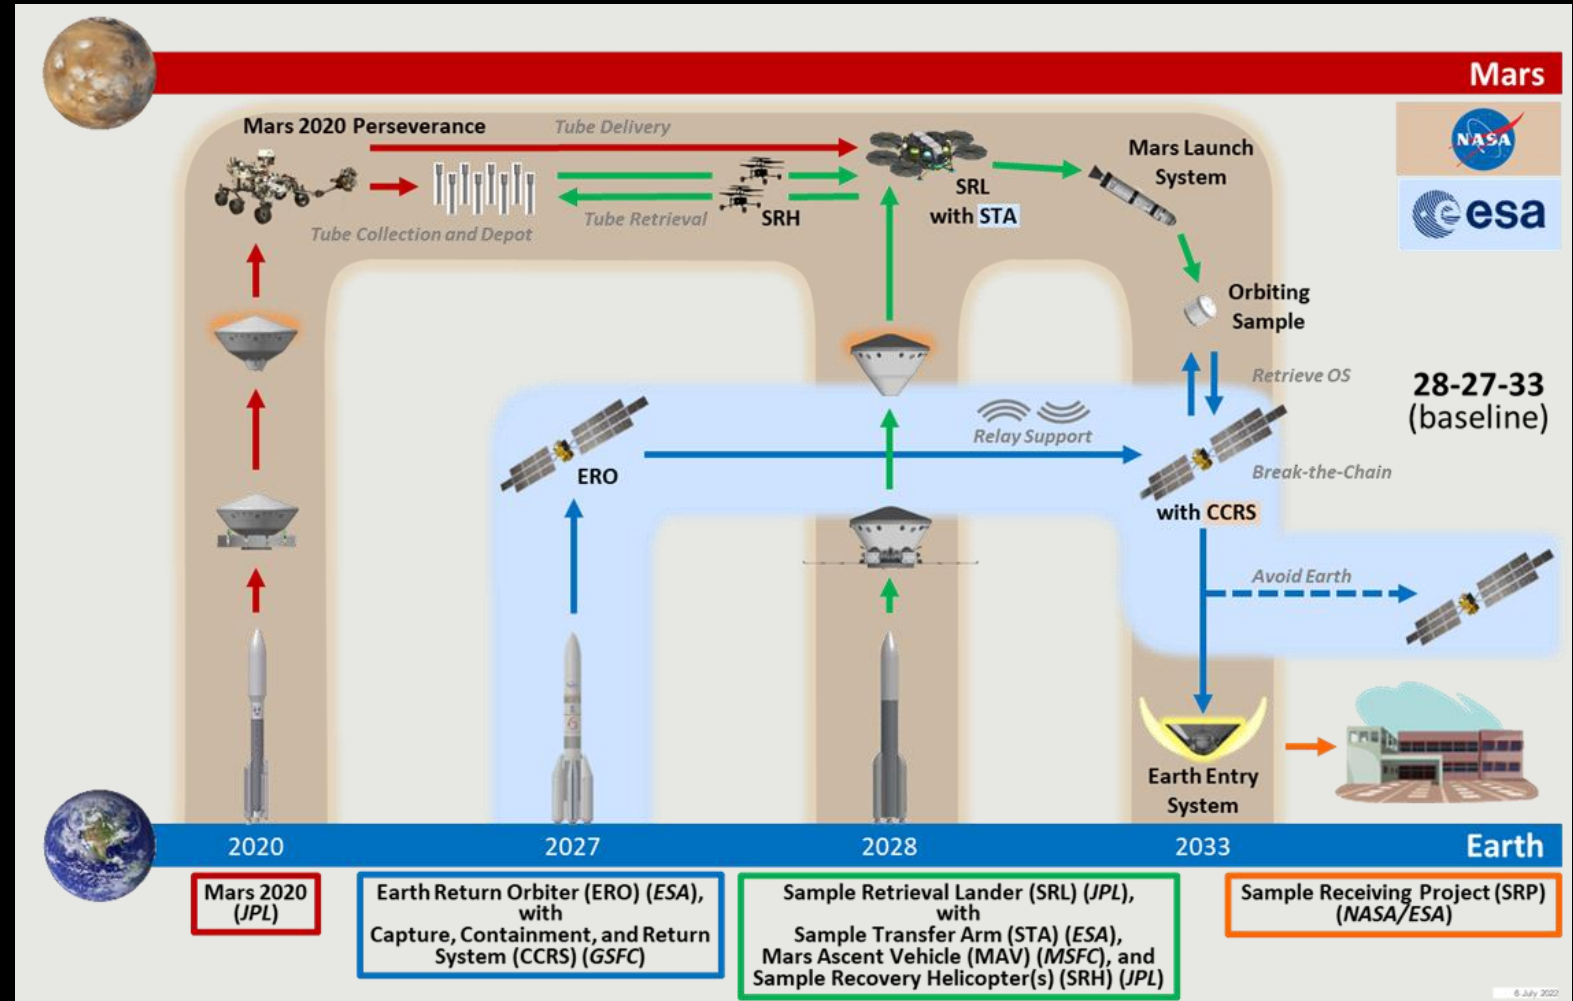 Mars
Mars 2020 Perseverance
Tube Delivery
NASA
Mars Launch
System
SRL
with STA
SRH
Tube Retrieval
Tube Collection and Depot
esa
Orbiting
Sample
Retrieve OS
28-27-33
(baseline)
Relay Support
ERO
Break-the-Chain
with CCRS
Avoid Earth
Earth Entry
System
2020
2027
2028
2033
Earth
Mars 2020
(JPL)
Earth Return Orbiter (ERO) (ESA),
with
Capture, Containment, and Return
System (CCRS) (GSFC)
Sample Retrieval Lander (SRL) (JPL),
with
Sample Transfer Arm (STA) (ESA),
Mars Ascent Vehicle (MAV) (MSFC), and
Sample Recovery Helicopter(s) (SRH) (JPL)
Sample Receiving Project (SRP)
(NASA/ESA)
6 July 2022